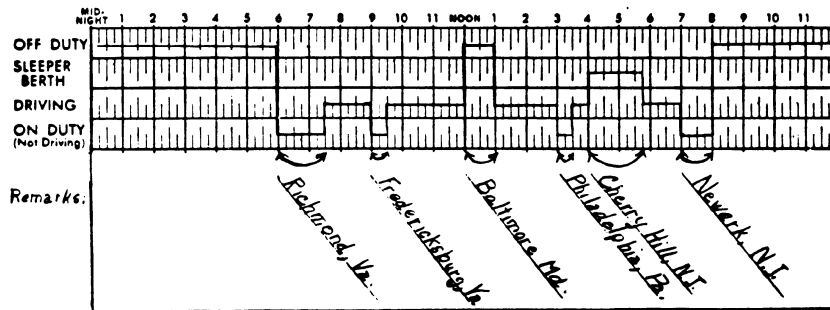 MID-NIGHT 1 2 3 4 5 6 7 8 9 10 11 NOON 1 2 3 4 5 6 7 8 9 10 11
OFF DUTY
SLEEPER BERTH
DRIVING
ON DUTY
(Not Driving)
Remarks:
Richmond, Va.
Fredericksburg, Va
Baltimore Md.
Philadelphia, Pa.
Cherry Hill, N.J.
Newark, N.J.